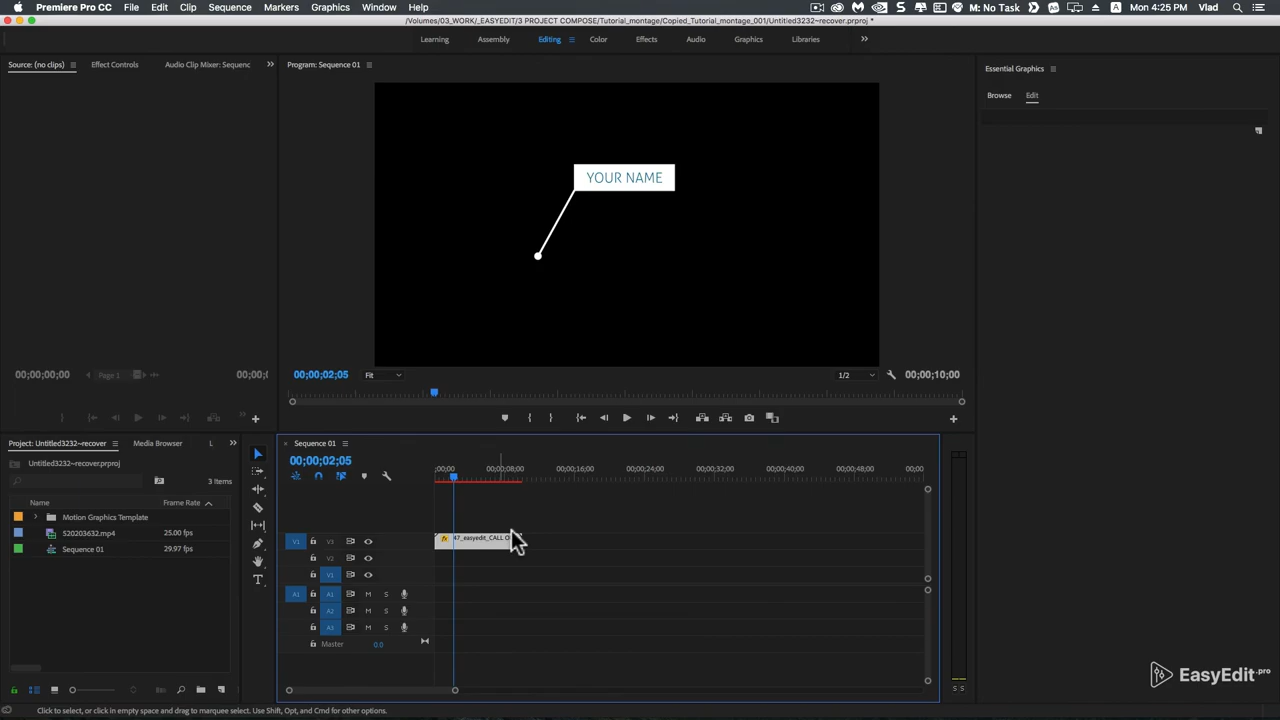 Premiere Pro CC File Edit Clip Sequence Markers Graphics Window Help M: No Task Mon 4:25 PM Vlad
/Volumes/03_WORK/_EASYEDIT/3 PROJECT COMPOSE/Tutorial_montage/Copied_Tutorial_montage_001/Untitled3232~recover.prproj *
Learning Assembly Editing Color Effects Audio Graphics Libraries
Source: (no clips) Effect Controls Audio Clip Mixer: Sequenc
Program: Sequence 01
Essential Graphics
Browse Edit
YOUR NAME
00;00;00;00 Page 1 00;00;
00;00;02;05 Fit 1/2 00;00;10;00
Project: Untitled3232~recover Media Browser L
Untitled3232~recover.prproj
3 Items
Name Frame Rate
Motion Graphics Template
S20203632.mp4 25.00 fps
Sequence 01 29.97 fps
Sequence 01
00;00;02;05
;00;00 00;00;08;00 00;00;16;00 00;00;24;00 00;00;32;00 00;00;40;00 00;00;48;00 00;00
V1 V3 47_easyedit_CALL O
V2
V1
A1 A1 M S
A2 M S
A3 M S
Master 0.0
S S
EasyEdit.pro
Click to select, or click in empty space and drag to marquee select. Use Shift, Opt, and Cmd for other options.